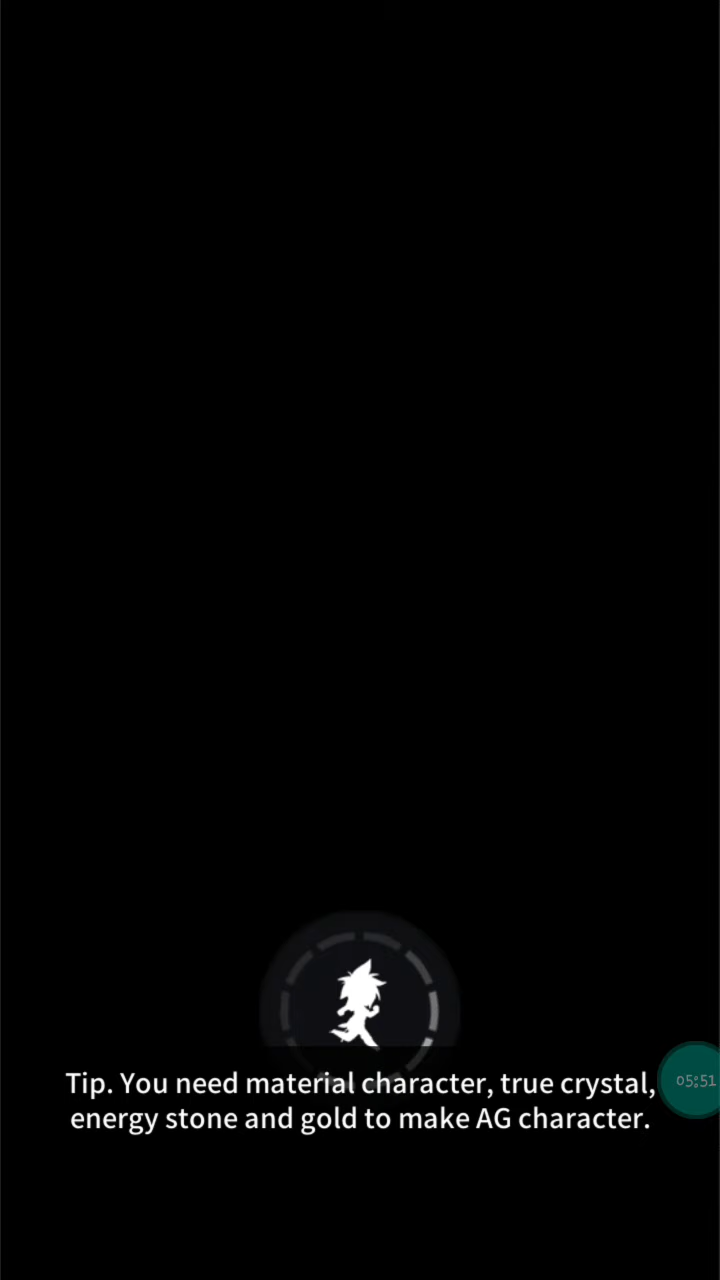 Tip. You need material character, true crystal,
energy stone and gold to make AG character.
05:51